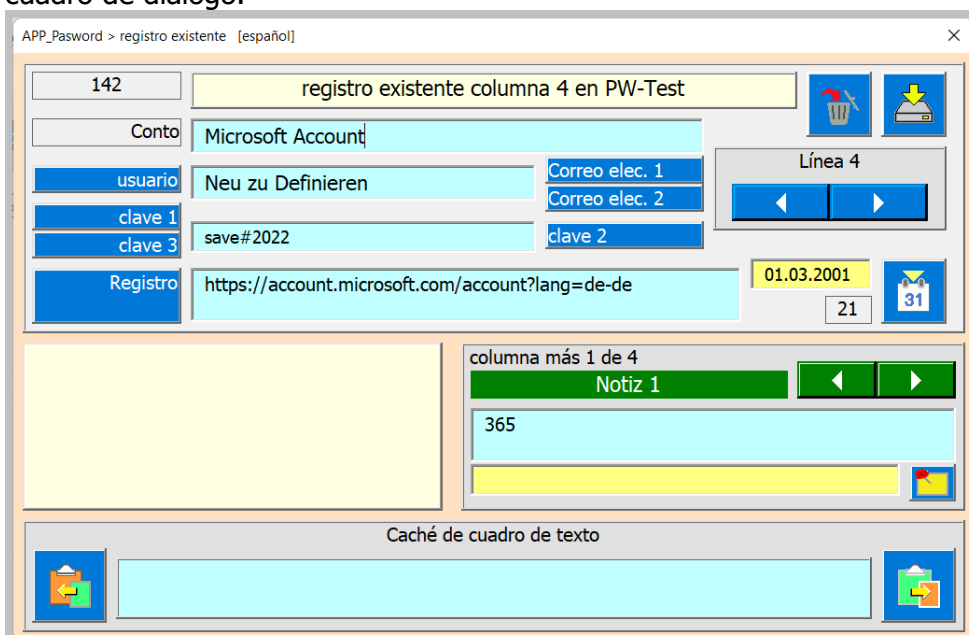 cuadro de diálogo.
APP_Pasword > registro existente [español]
142
registro existente columna 4 en PW-Test
Conto
Microsoft Account
Línea 4
usuario
Neu zu Definieren
Correo elec. 1
Correo elec. 2
clave 1
clave 3
save#2022
clave 2
Registro
https://account.microsoft.com/account?lang=de-de
01.03.2001
21
31
columna más 1 de 4
Notiz 1
365
Caché de cuadro de texto